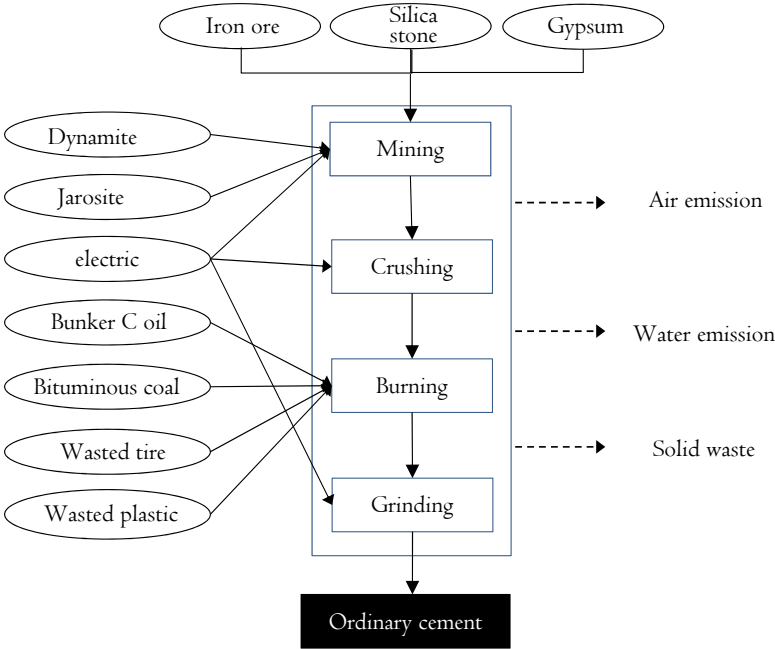 Iron ore
Silica
stone
Gypsum
Dynamite
Mining
Jarosite
Air emission
electric
Crushing
Bunker C oil
Water emission
Bituminous coal
Burning
Wasted tire
Solid waste
Wasted plastic
Grinding
Ordinary cement